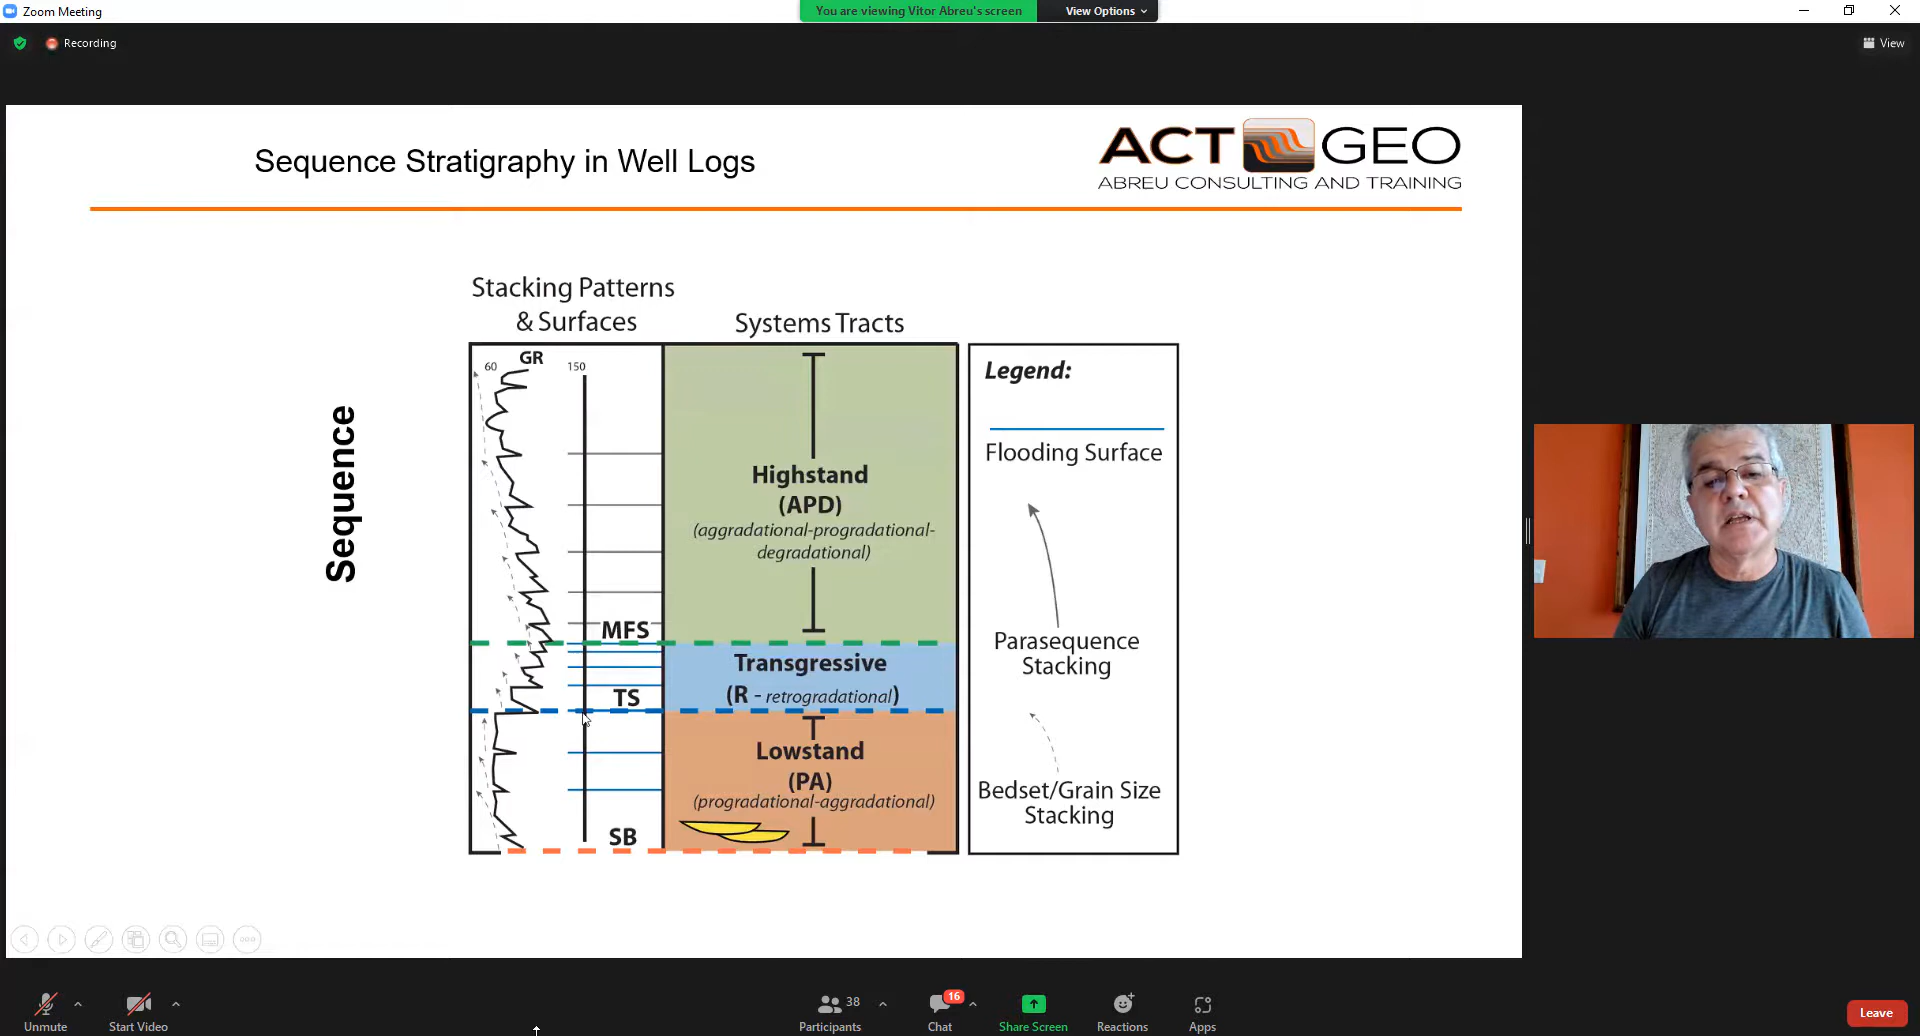 Zoom Meeting
You are viewing Vitor Abreu's screen
View Options
Recording
View
Sequence Stratigraphy in Well Logs
ACT GEO
ABREU CONSULTING AND TRAINING
Stacking Patterns
& Surfaces
Systems Tracts
Sequence
60
GR
150
MFS
TS
SB
Highstand
(APD)
(aggradational-progradational-
degradational)
Transgressive
(R - retrogradational)
Lowstand
(PA)
(progradational-aggradational)
Legend:
Flooding Surface
Parasequence
Stacking
Bedset/Grain Size
Stacking
Unmute
Start Video
38
Participants
16
Chat
Share Screen
Reactions
Apps
Leave